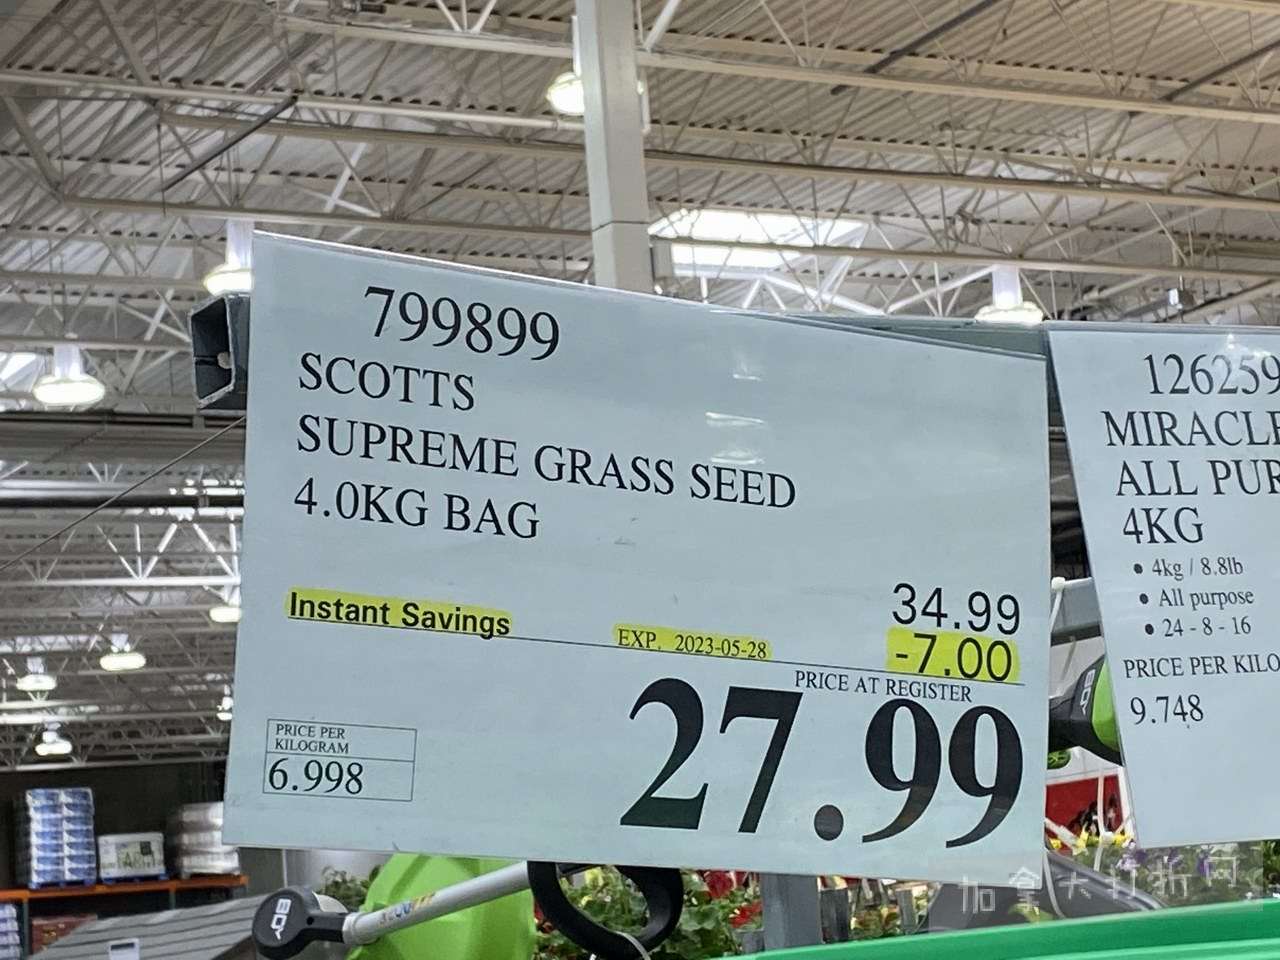 799899
SCOTTS
SUPREME GRASS SEED
4.0KG BAG
34.99
Instant Savings EXP. 2023-05-28 -7.00
PRICE AT REGISTER
27.99
PRICE PER
KILOGRAM
6.998
126259
MIRACLE
ALL PUR
4KG
• 4kg / 8.8lb
• All purpose
• 24 - 8 - 16
PRICE PER KILO
9.748
加拿大打折网